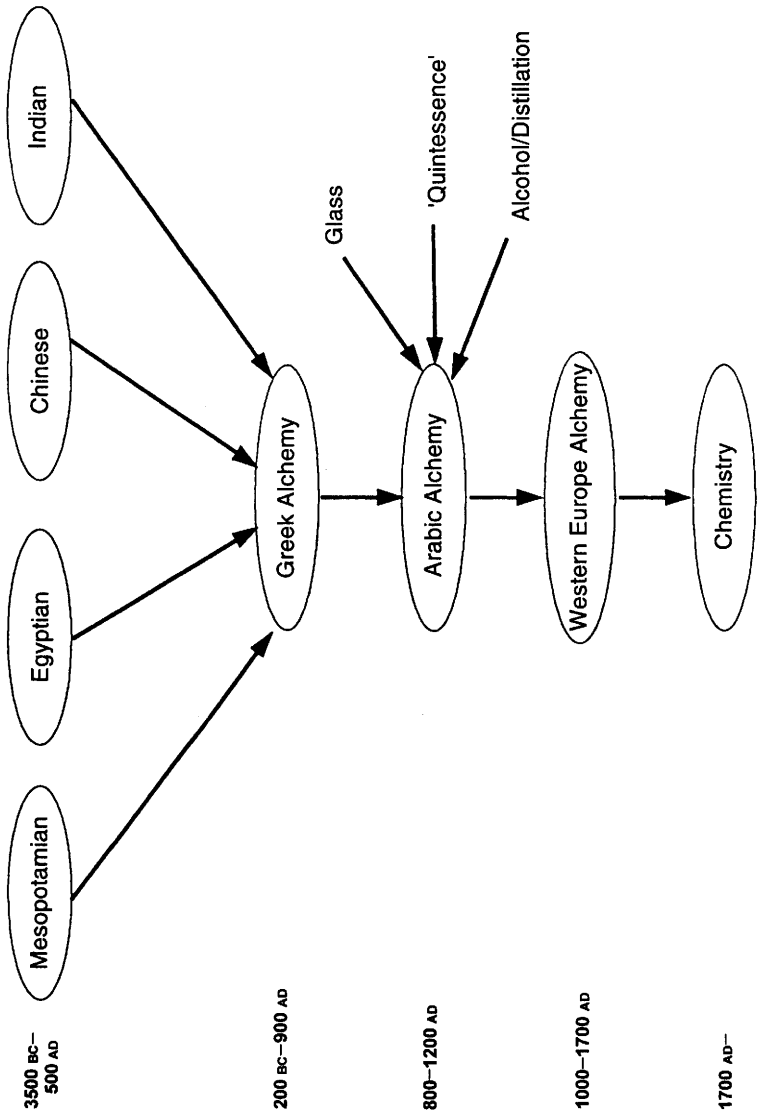 3500 BC–
500 AD
Mesopotamian
Egyptian
Chinese
Indian
200 BC–900 AD
Greek Alchemy
Glass
'Quintessence'
Alcohol/Distillation
800–1200 AD
Arabic Alchemy
1000–1700 AD
Western Europe Alchemy
1700 AD–
Chemistry